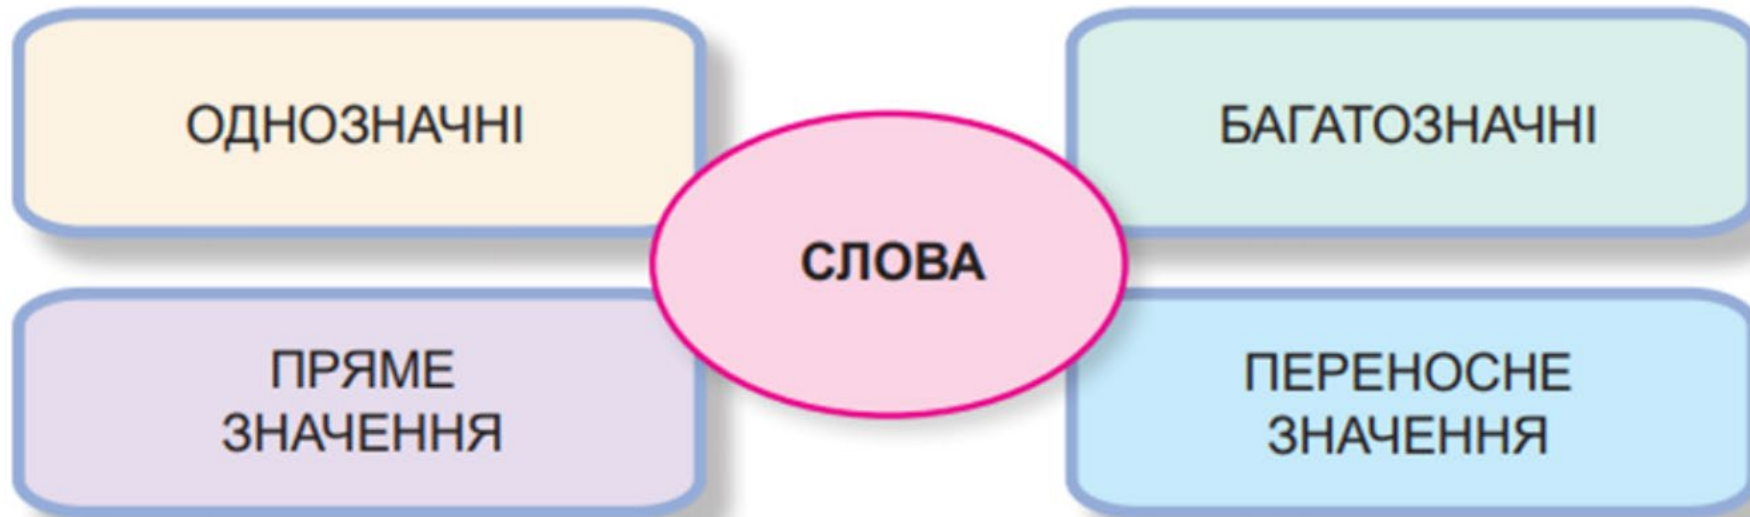 ОДНОЗНАЧНІ
БАГАТОЗНАЧНІ
СЛОВА
ПРЯМЕ
ЗНАЧЕННЯ
ПЕРЕНОСНЕ
ЗНАЧЕННЯ